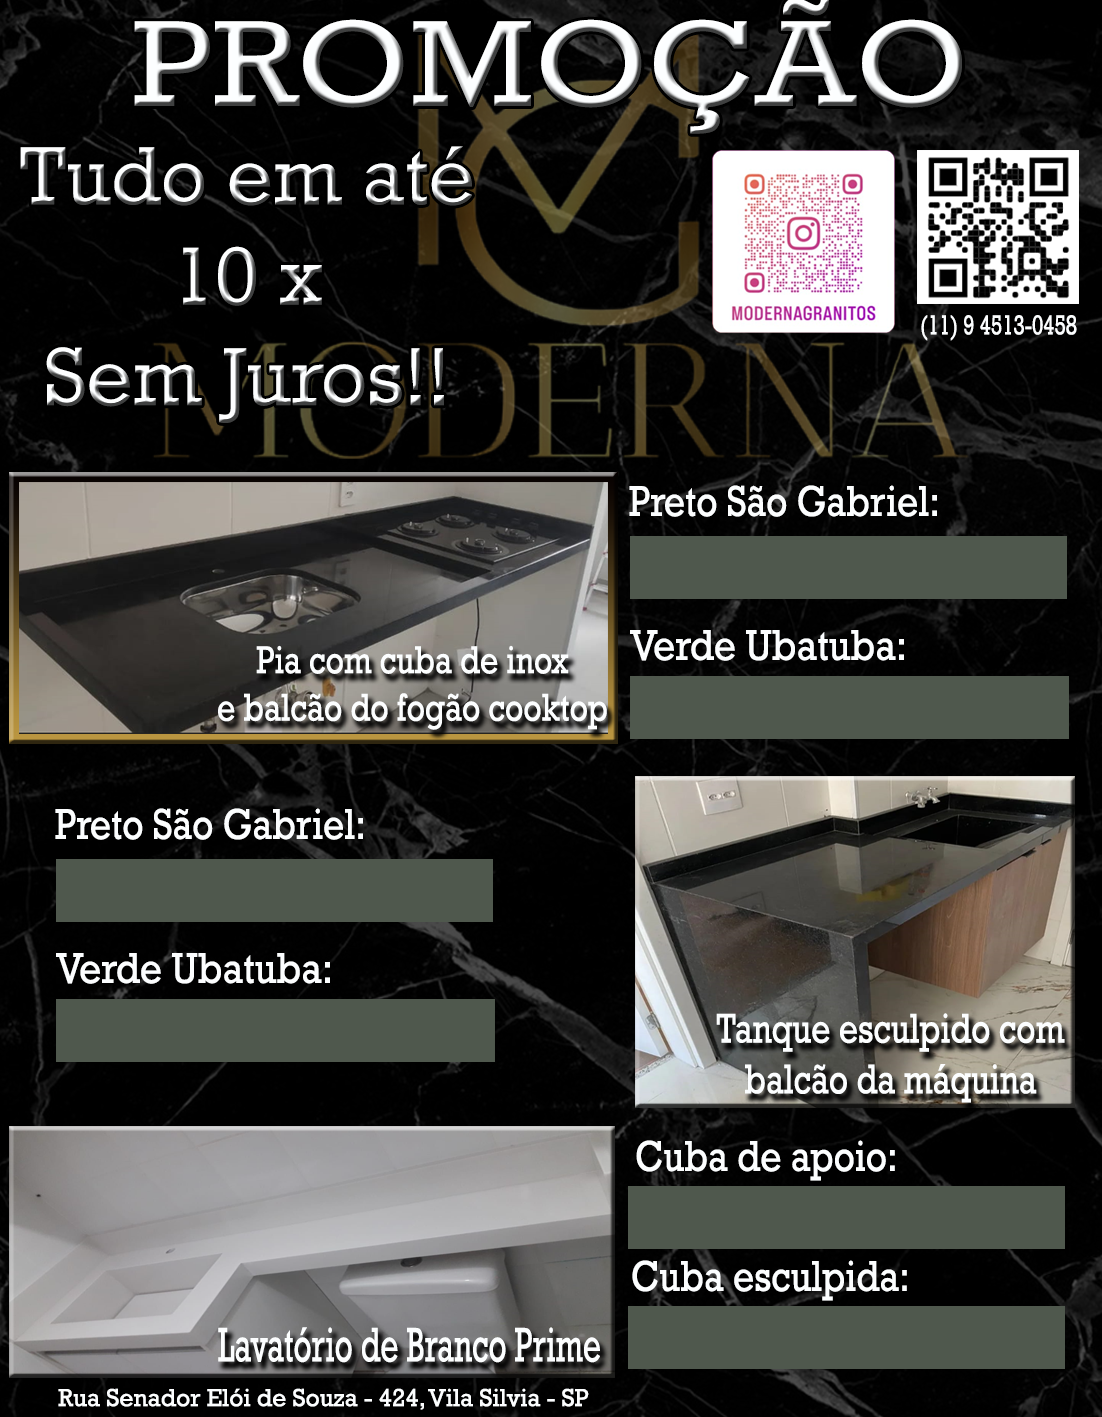 PROMOÇÃO
Tudo em até
10 x
Sem Juros!!
MODERNAGRANITOS
(11) 9 4513-0458
MODERNA
Preto São Gabriel:
Verde Ubatuba:
Pia com cuba de inox
e balcão do fogão cooktop
Preto São Gabriel:
Verde Ubatuba:
Tanque esculpido com
balcão da máquina
Cuba de apoio:
Cuba esculpida:
Lavatório de Branco Prime
Rua Senador Elói de Souza - 424, Vila Silvia - SP